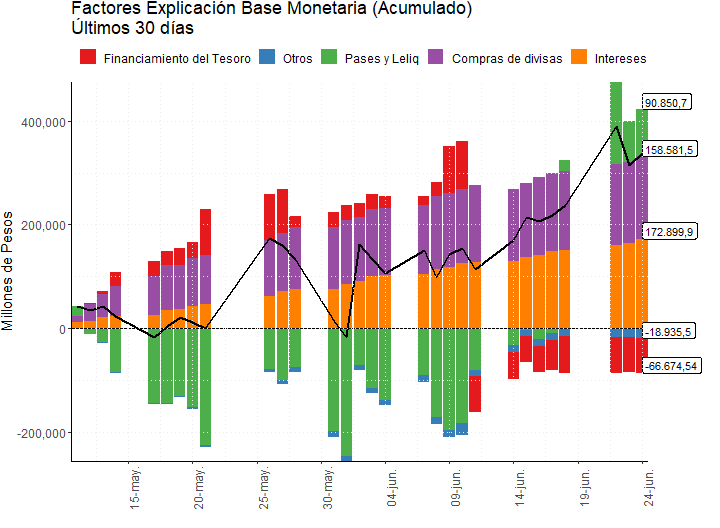 Factores Explicación Base Monetaria (Acumulado)
Últimos 30 días
Financiamiento del Tesoro Otros Pases y Leliq Compras de divisas Intereses
Millones de Pesos
400,000
200,000
0
-200,000
90.850,7
158.581,5
172.899,9
-18.935,5
-66.674,54
15-may.
20-may.
25-may.
30-may.
04-jun.
09-jun.
14-jun.
19-jun.
24-jun.